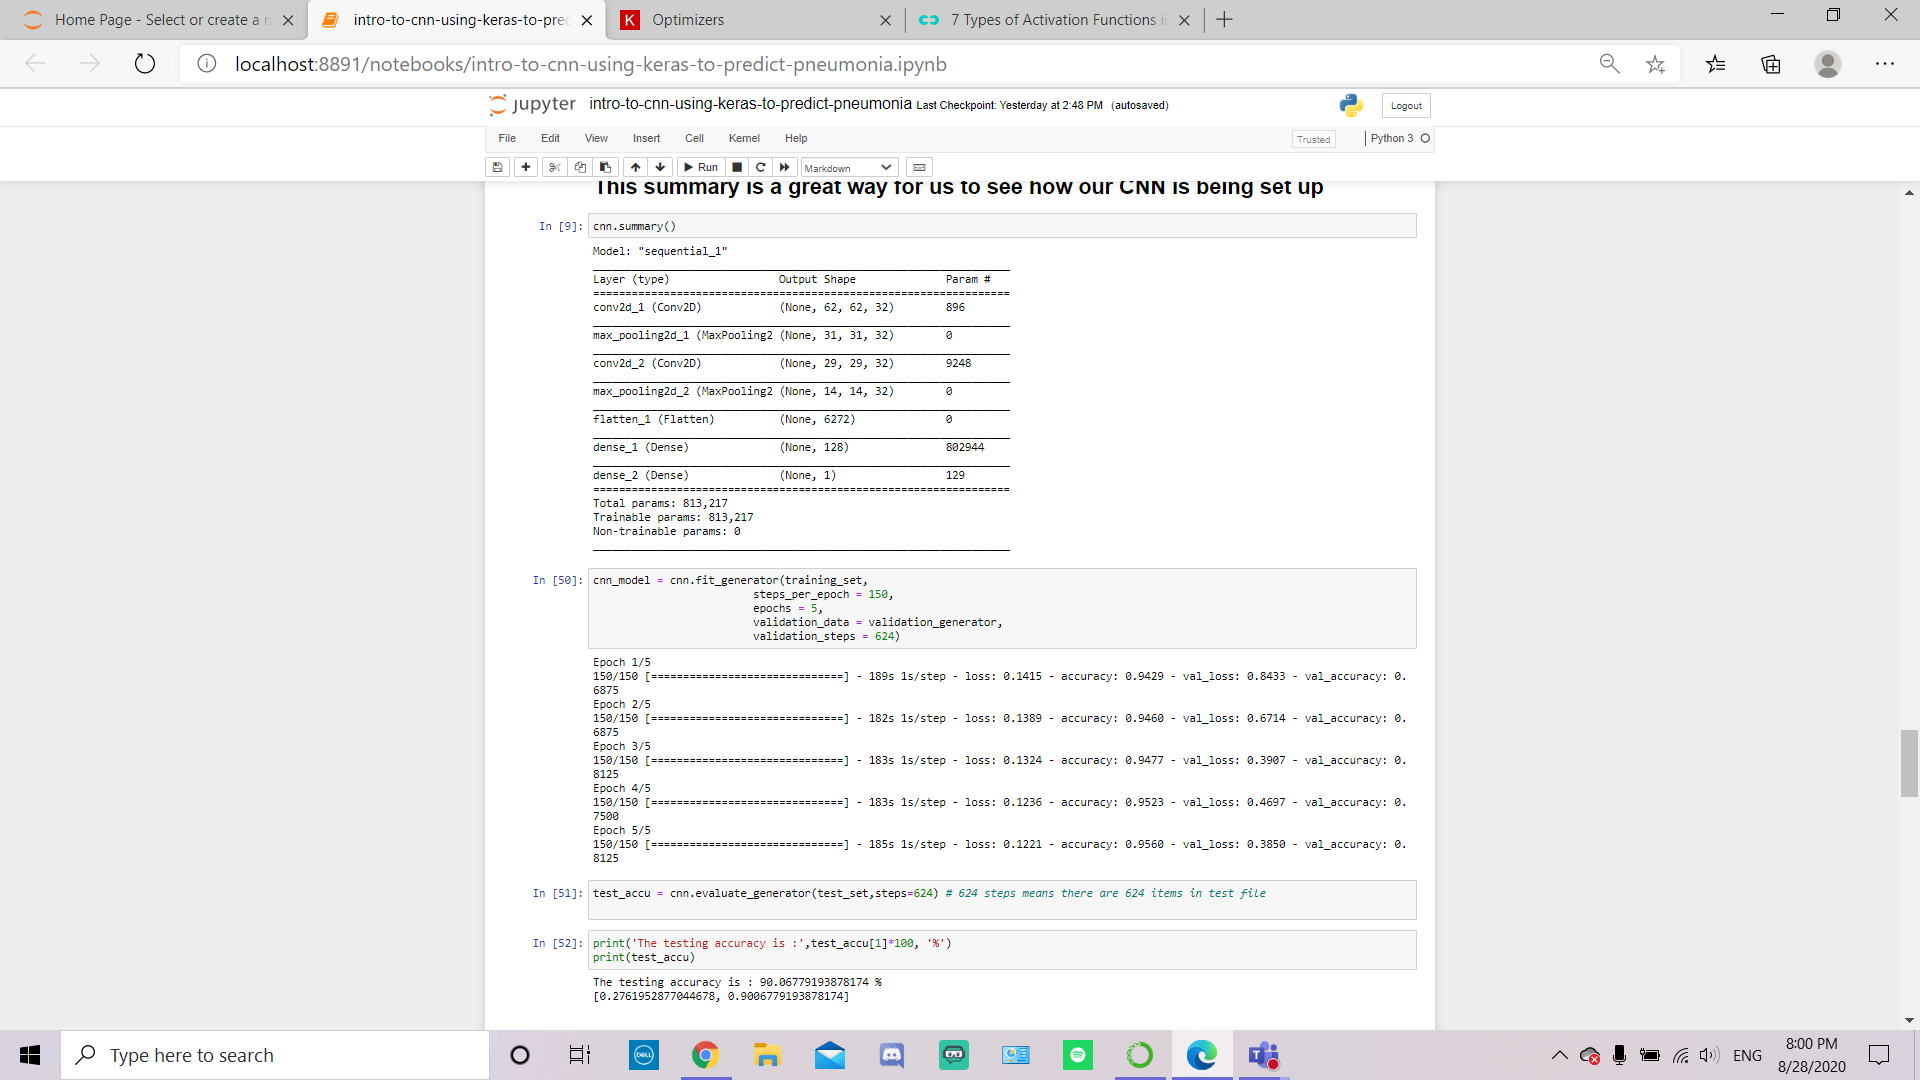 Home Page - Select or create a n
intro-to-cnn-using-keras-to-prec
K Optimizers
7 Types of Activation Functions i
localhost:8891/notebooks/intro-to-cnn-using-keras-to-predict-pneumonia.ipynb
jupyter intro-to-cnn-using-keras-to-predict-pneumonia Last Checkpoint: Yesterday at 2:48 PM (autosaved)
Logout
File Edit View Insert Cell Kernel Help
Trusted
Python 3
Run
Markdown
This summary is a great way for us to see how our CNN is being set up
In [9]: cnn.summary()
Model: "sequential_1"
Layer (type) Output Shape Param #
=================================================================
conv2d_1 (Conv2D) (None, 62, 62, 32) 896
max_pooling2d_1 (MaxPooling2 (None, 31, 31, 32) 0
conv2d_2 (Conv2D) (None, 29, 29, 32) 9248
max_pooling2d_2 (MaxPooling2 (None, 14, 14, 32) 0
flatten_1 (Flatten) (None, 6272) 0
dense_1 (Dense) (None, 128) 802944
dense_2 (Dense) (None, 1) 129
=================================================================
Total params: 813,217
Trainable params: 813,217
Non-trainable params: 0
In [50]: cnn_model = cnn.fit_generator(training_set,
steps_per_epoch = 150,
epochs = 5,
validation_data = validation_generator,
validation_steps = 624)
Epoch 1/5
150/150 [==============================] - 189s 1s/step - loss: 0.1415 - accuracy: 0.9429 - val_loss: 0.8433 - val_accuracy: 0.
6875
Epoch 2/5
150/150 [==============================] - 182s 1s/step - loss: 0.1389 - accuracy: 0.9460 - val_loss: 0.6714 - val_accuracy: 0.
6875
Epoch 3/5
150/150 [==============================] - 183s 1s/step - loss: 0.1324 - accuracy: 0.9477 - val_loss: 0.3907 - val_accuracy: 0.
8125
Epoch 4/5
150/150 [==============================] - 183s 1s/step - loss: 0.1236 - accuracy: 0.9523 - val_loss: 0.4697 - val_accuracy: 0.
7500
Epoch 5/5
150/150 [==============================] - 185s 1s/step - loss: 0.1221 - accuracy: 0.9560 - val_loss: 0.3850 - val_accuracy: 0.
8125
In [51]: test_accu = cnn.evaluate_generator(test_set,steps=624) # 624 steps means there are 624 items in test file
In [52]: print('The testing accuracy is :',test_accu[1]*100, '%')
print(test_accu)
The testing accuracy is : 90.06779193878174 %
[0.2761952877044678, 0.9006779193878174]
Type here to search
DELL
ENG
8:00 PM
8/28/2020